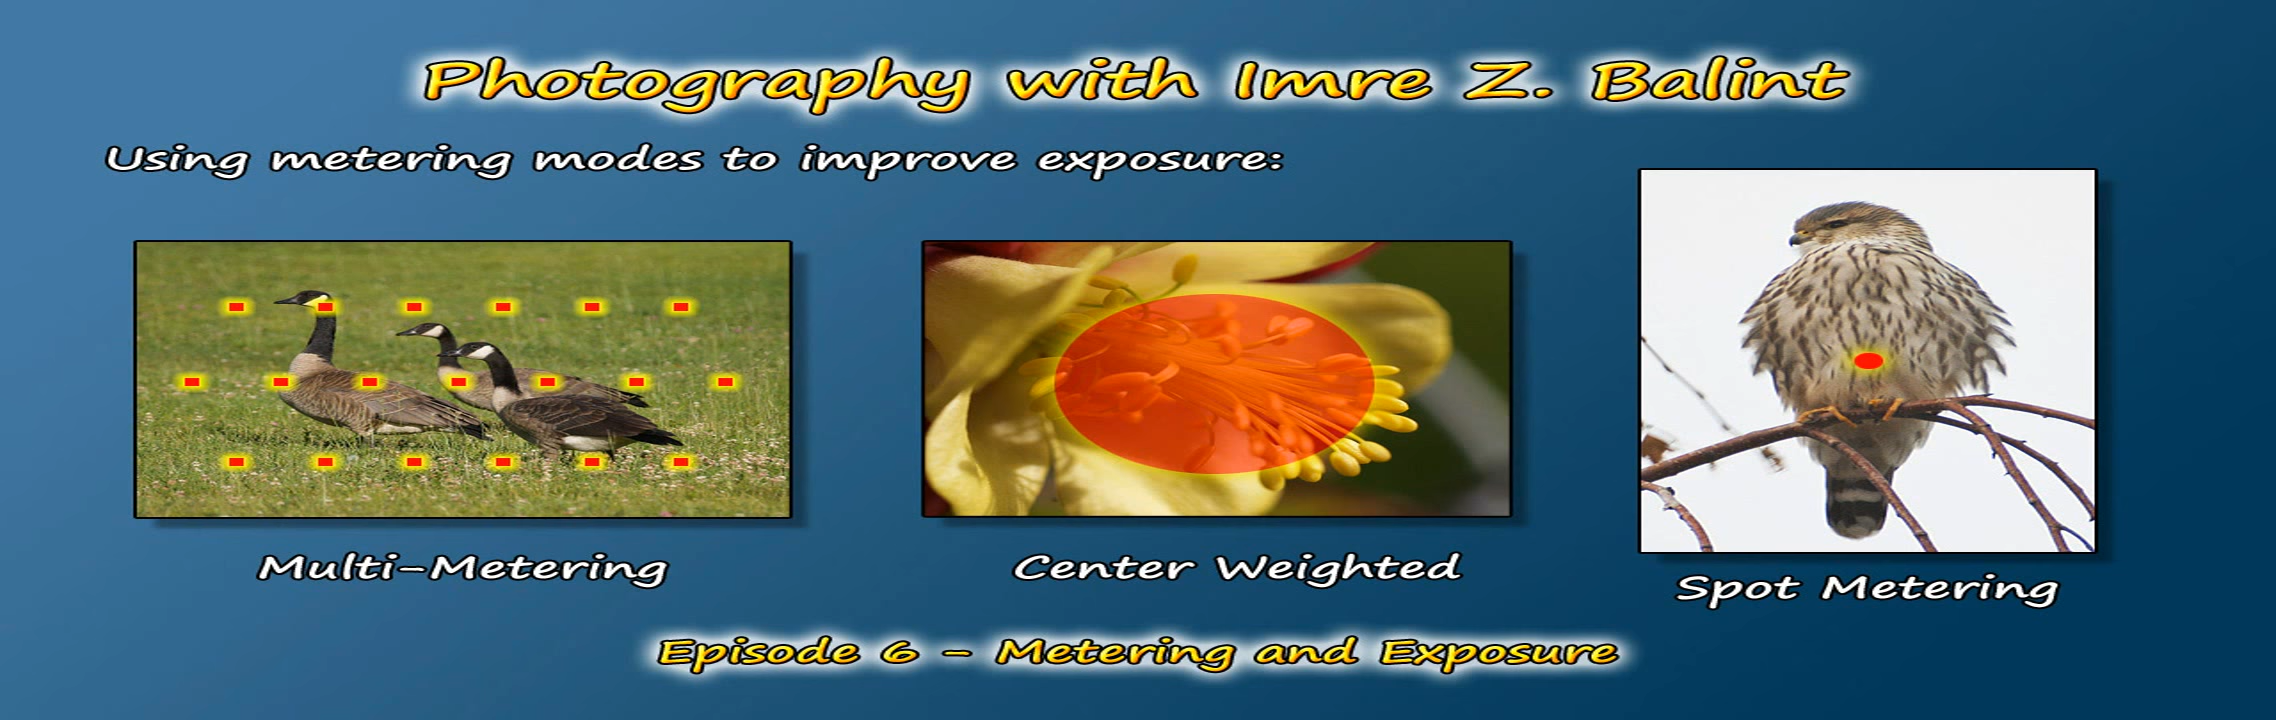 Photography with Imre Z. Balint
Using metering modes to improve exposure:
Multi-Metering
Center Weighted
Spot Metering
Episode 6 - Metering and Exposure